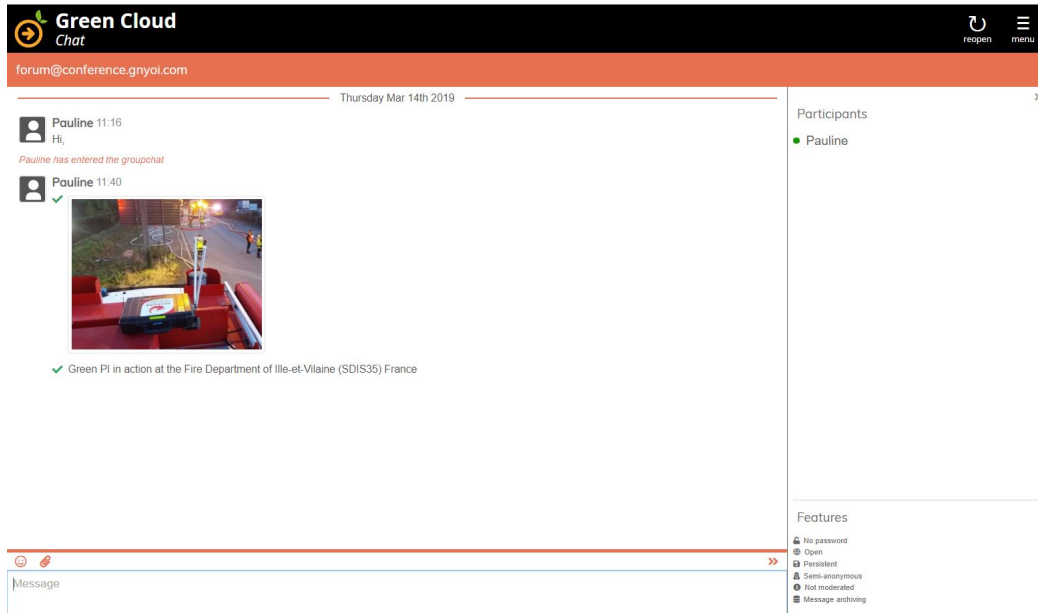 Green Cloud
Chat
reopen
menu
forum@conference.gnyoi.com
Thursday Mar 14th 2019
Pauline 11:16
Hi,
Pauline has entered the groupchat
Pauline 11:40
Green PI in action at the Fire Department of Ille-et-Vilaine (SDIS35) France
Message
Participants
Pauline
Features
No password
Open
Persistent
Semi-anonymous
Not moderated
Message archiving